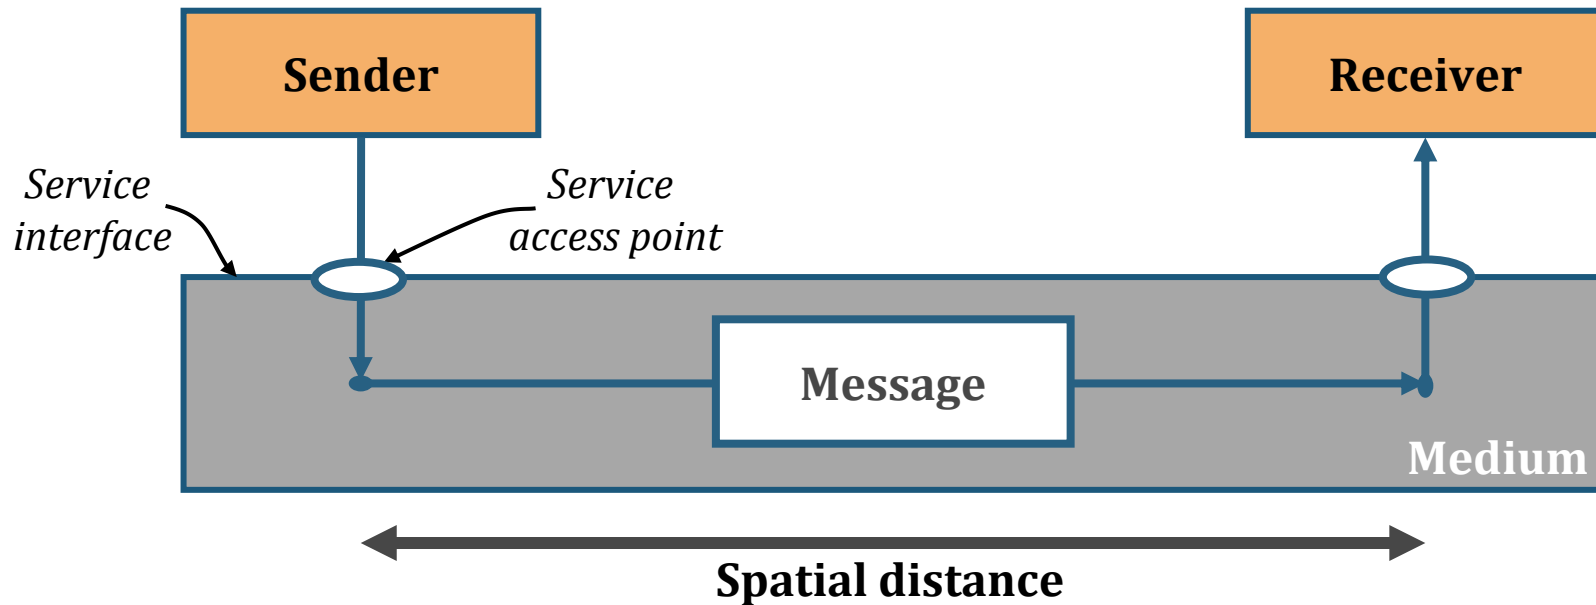 Sender
Receiver
Service
interface
Service
access point
Message
Medium
Spatial distance